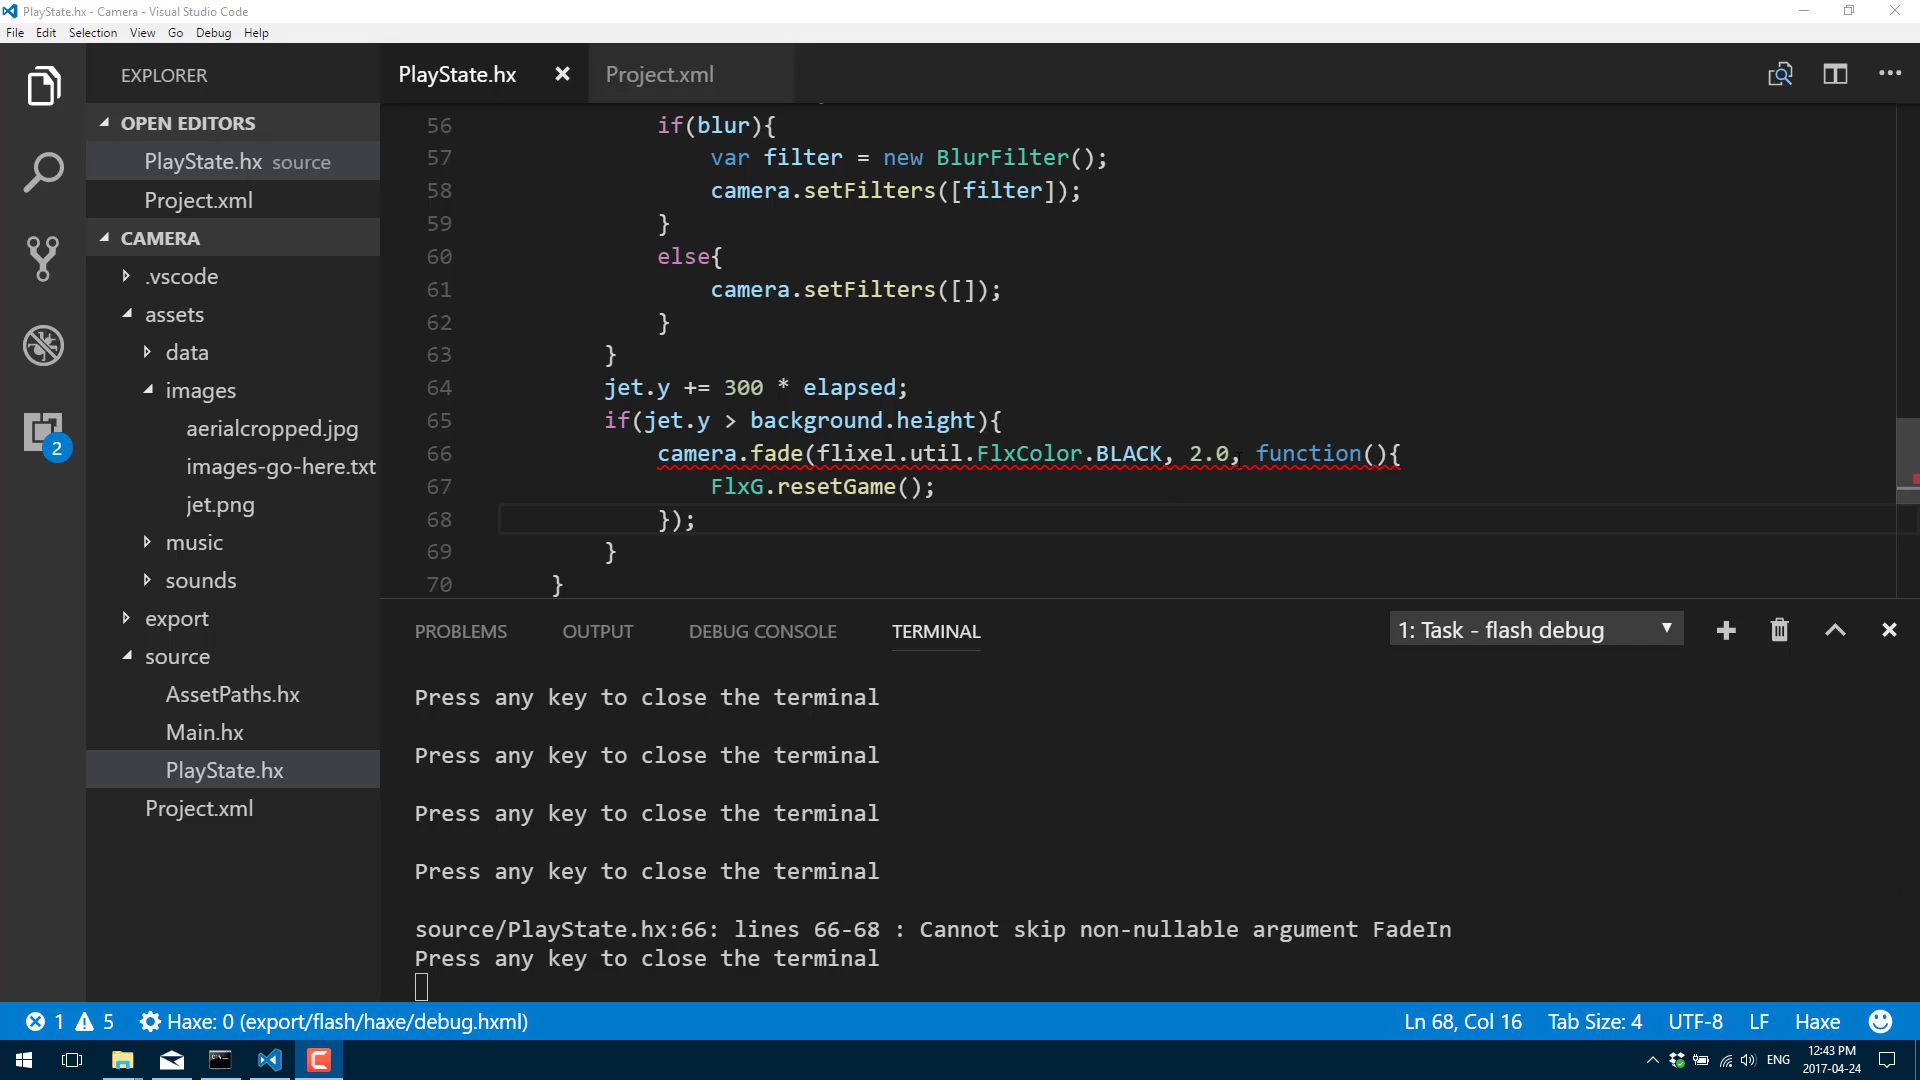 PlayState.hx - Camera - Visual Studio Code
File Edit Selection View Go Debug Help
EXPLORER
OPEN EDITORS
PlayState.hx source
Project.xml
CAMERA
.vscode
assets
data
images
aerialcropped.jpg
images-go-here.txt
jet.png
music
sounds
export
source
AssetPaths.hx
Main.hx
PlayState.hx
Project.xml
2
PlayState.hx Project.xml
56 if(blur){
57 var filter = new BlurFilter();
58 camera.setFilters([filter]);
59 }
60 else{
61 camera.setFilters([]);
62 }
63 }
64 jet.y += 300 * elapsed;
65 if(jet.y > background.height){
66 camera.fade(flixel.util.FlxColor.BLACK, 2.0, function(){
67 FlxG.resetGame();
68 });
69 }
70 }
PROBLEMS OUTPUT DEBUG CONSOLE TERMINAL 1: Task - flash debug
Press any key to close the terminal
Press any key to close the terminal
Press any key to close the terminal
Press any key to close the terminal
source/PlayState.hx:66: lines 66-68 : Cannot skip non-nullable argument FadeIn
Press any key to close the terminal
1 5 Haxe: 0 (export/flash/haxe/debug.hxml) Ln 68, Col 16 Tab Size: 4 UTF-8 LF Haxe
ENG 12:43 PM
2017-04-24